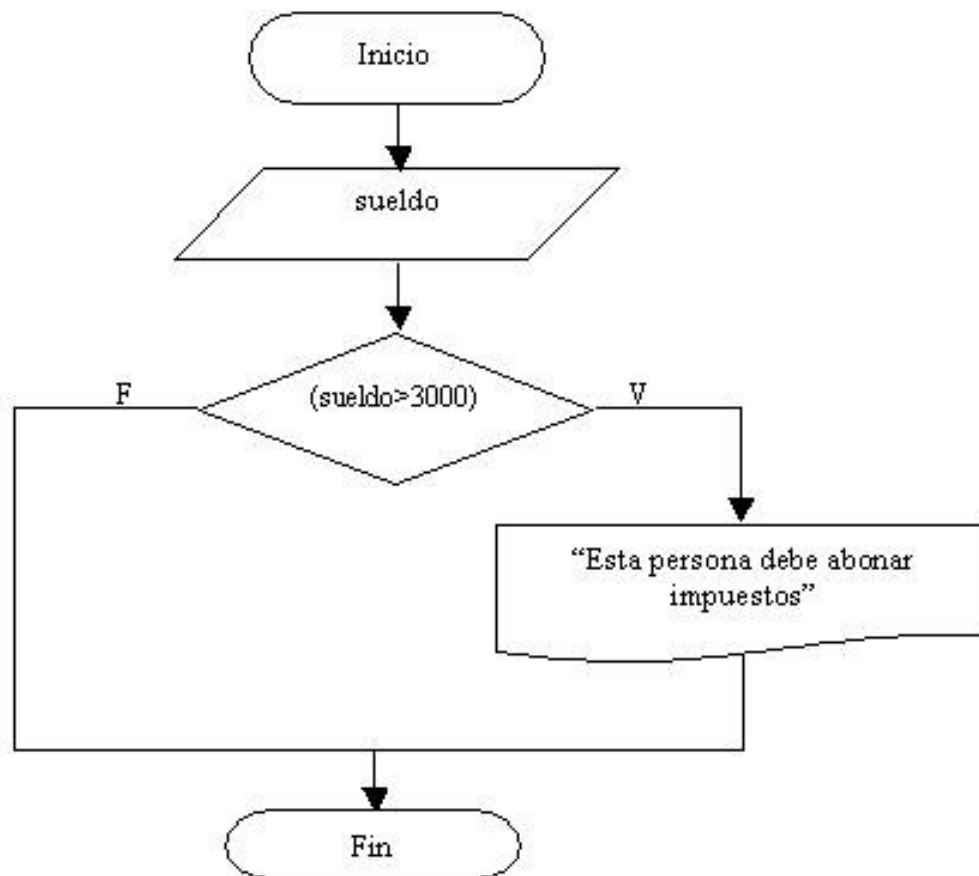 Inicio
sueldo
(sueldo>3000)
F
V
“Esta persona debe abonar
impuestos”
Fin